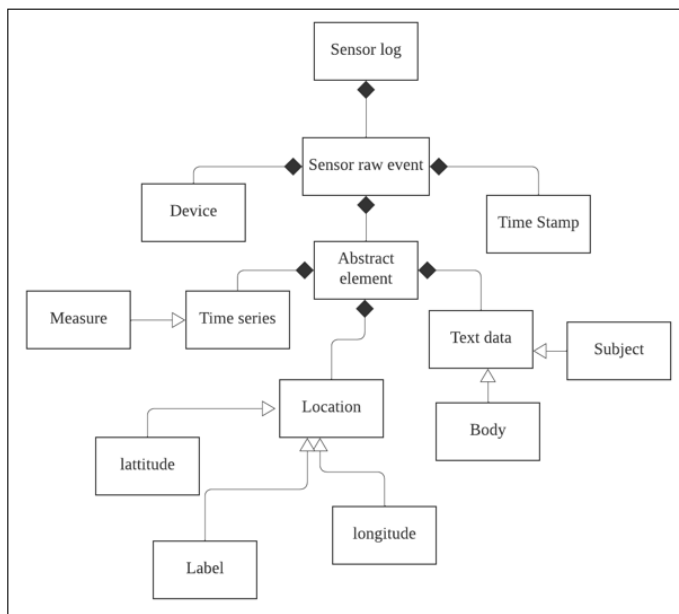 Sensor log
Sensor raw event
Device
Time Stamp
Abstract
element
Measure
Time series
Text data
Subject
Location
Body
lattitude
longitude
Label